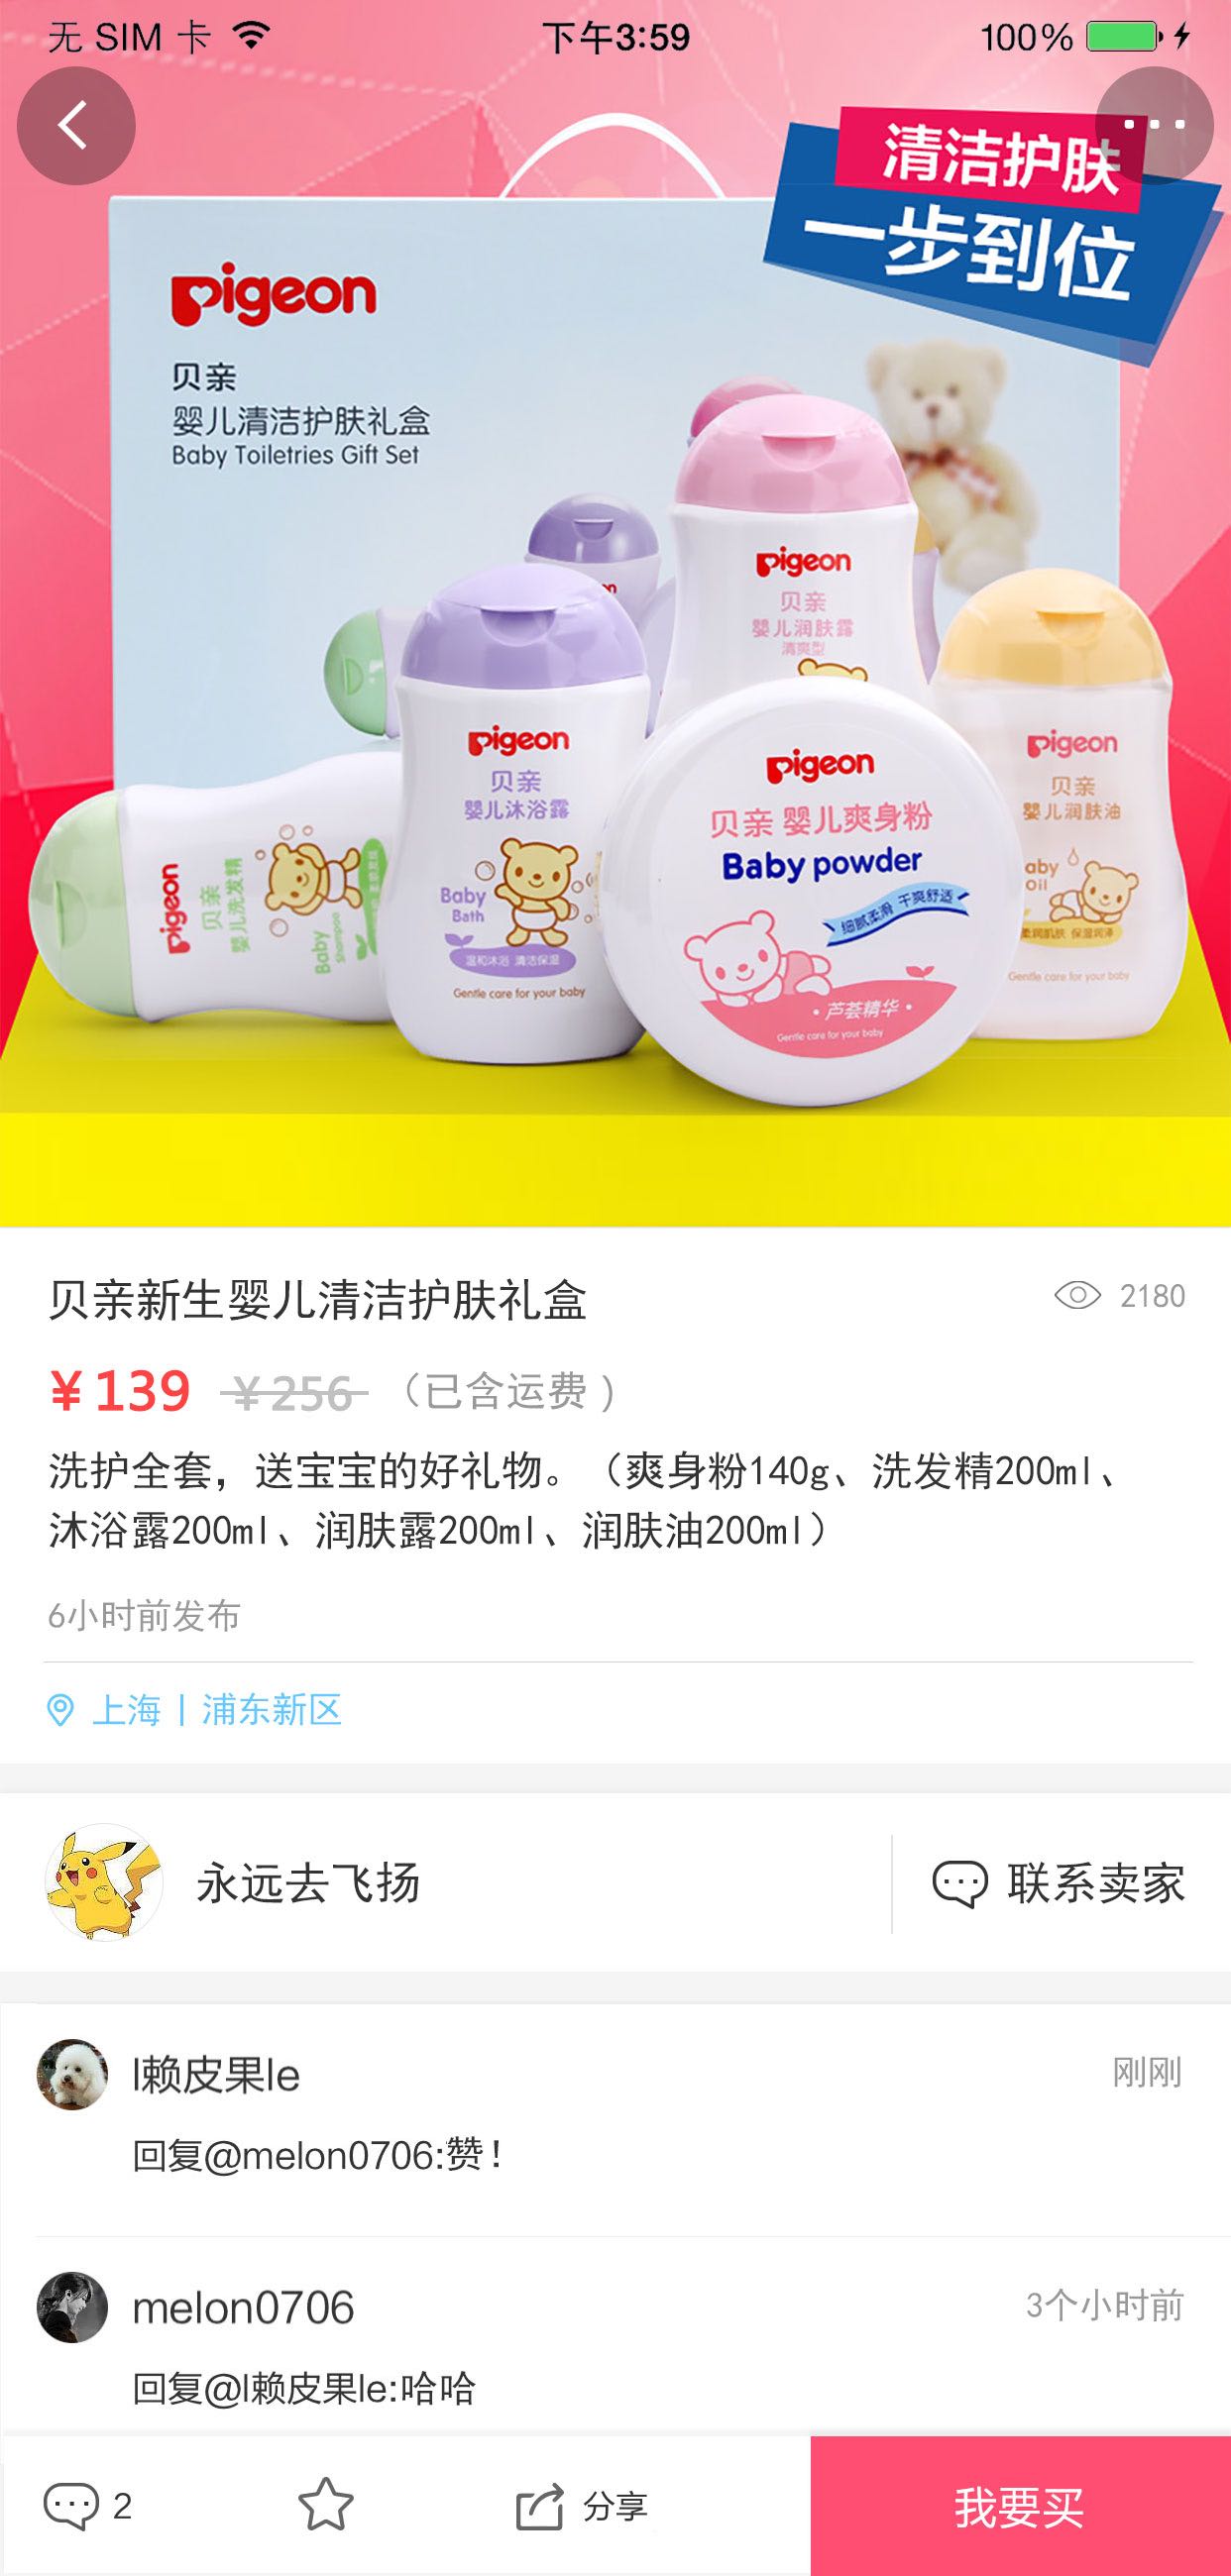 无 SIM 卡
下午3:59
100%
清洁护肤
一步到位
pigeon
贝亲
婴儿清洁护肤礼盒
Baby Toiletries Gift Set
pigeon
贝亲
婴儿润肤露
清爽型
pigeon
贝亲
婴儿洗发精
Baby
Shampoo
pigeon
贝亲
婴儿沐浴露
Baby
Bath
温和沐浴 清洁保湿
Gentle care for your baby
pigeon
贝亲 婴儿爽身粉
Baby powder
细腻柔滑 干爽舒适
·芦荟精华·
Gentle care for your baby
pigeon
贝亲
婴儿润肤油
aby
Oil
柔润肌肤 保湿润泽
Gentle care for your baby
贝亲新生婴儿清洁护肤礼盒
2180
¥139 ¥256 （已含运费）
洗护全套，送宝宝的好礼物。（爽身粉140g、洗发精200ml、
沐浴露200ml、润肤露200ml、润肤油200ml）
6小时前发布
上海 | 浦东新区
永远去飞扬
联系卖家
l赖皮果le
刚刚
回复@melon0706:赞！
melon0706
3个小时前
回复@l赖皮果le:哈哈
2
分享
我要买